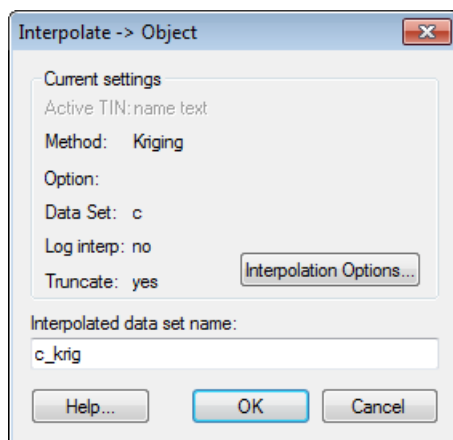 Interpolate -> Object
Current settings
Active TIN: name text
Method: Kriging
Option:
Data Set: c
Log interp: no
Truncate: yes
Interpolation Options...
Interpolated data set name:
c_krig
Help... OK Cancel